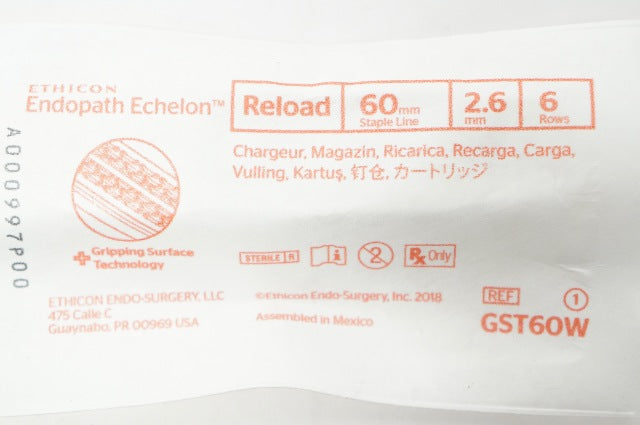 ETHICON
Endopath Echelon™
Reload
60mm
Staple Line
2.6
mm
6
Rows
Chargeur, Magazin, Ricarica, Recarga, Carga,
Vulling, Kartuş, 钉仓, カートリッジ
A000997P00
Gripping Surface
Technology
STERILE R
i
2
Rx Only
ETHICON ENDO-SURGERY, LLC
475 Calle C
Guaynabo, PR 00969 USA
©Ethicon Endo-Surgery, Inc. 2018
Assembled in Mexico
REF
1
GST60W